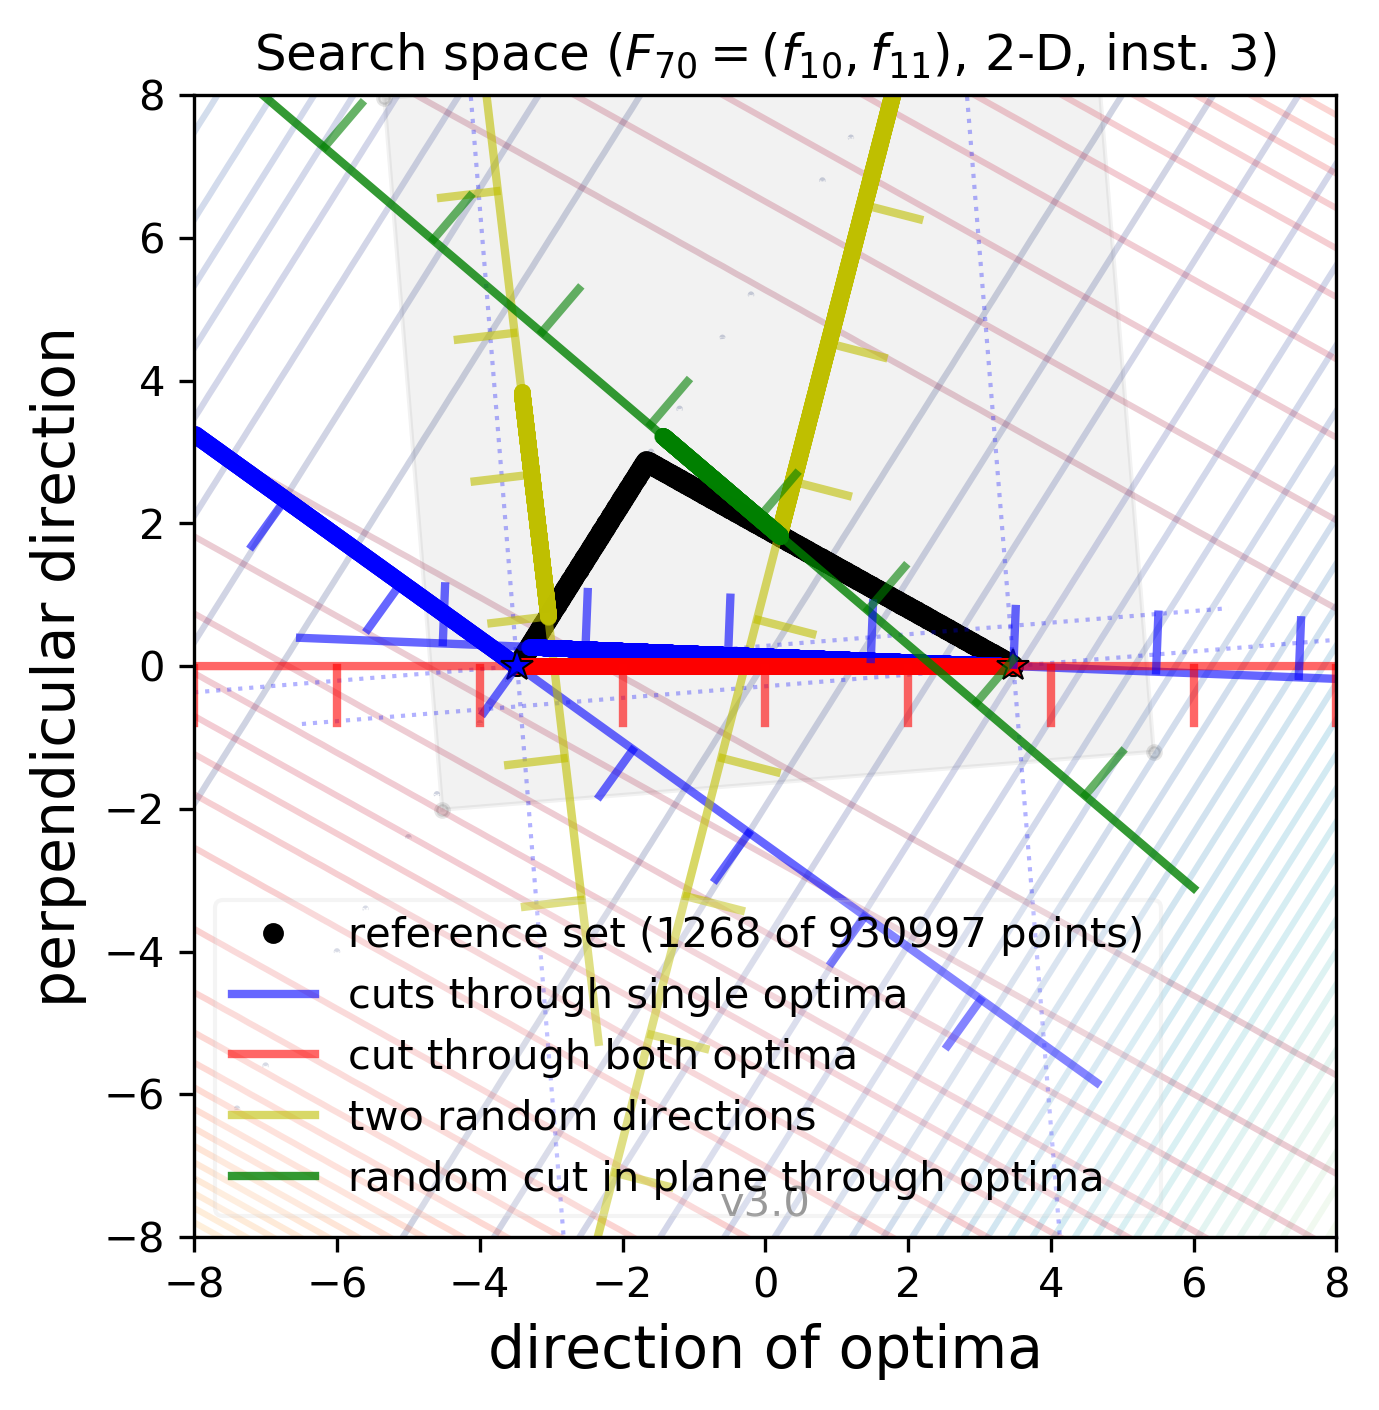 Search space (F₇₀ = (f₁₀, f₁₁), 2-D, inst. 3)
perpendicular direction
8
6
4
2
0
−2
−4
−6
−8
reference set (1268 of 930997 points)
cuts through single optima
cut through both optima
two random directions
random cut in plane through optima
v3.0
−8 −6 −4 −2 0 2 4 6 8
direction of optima